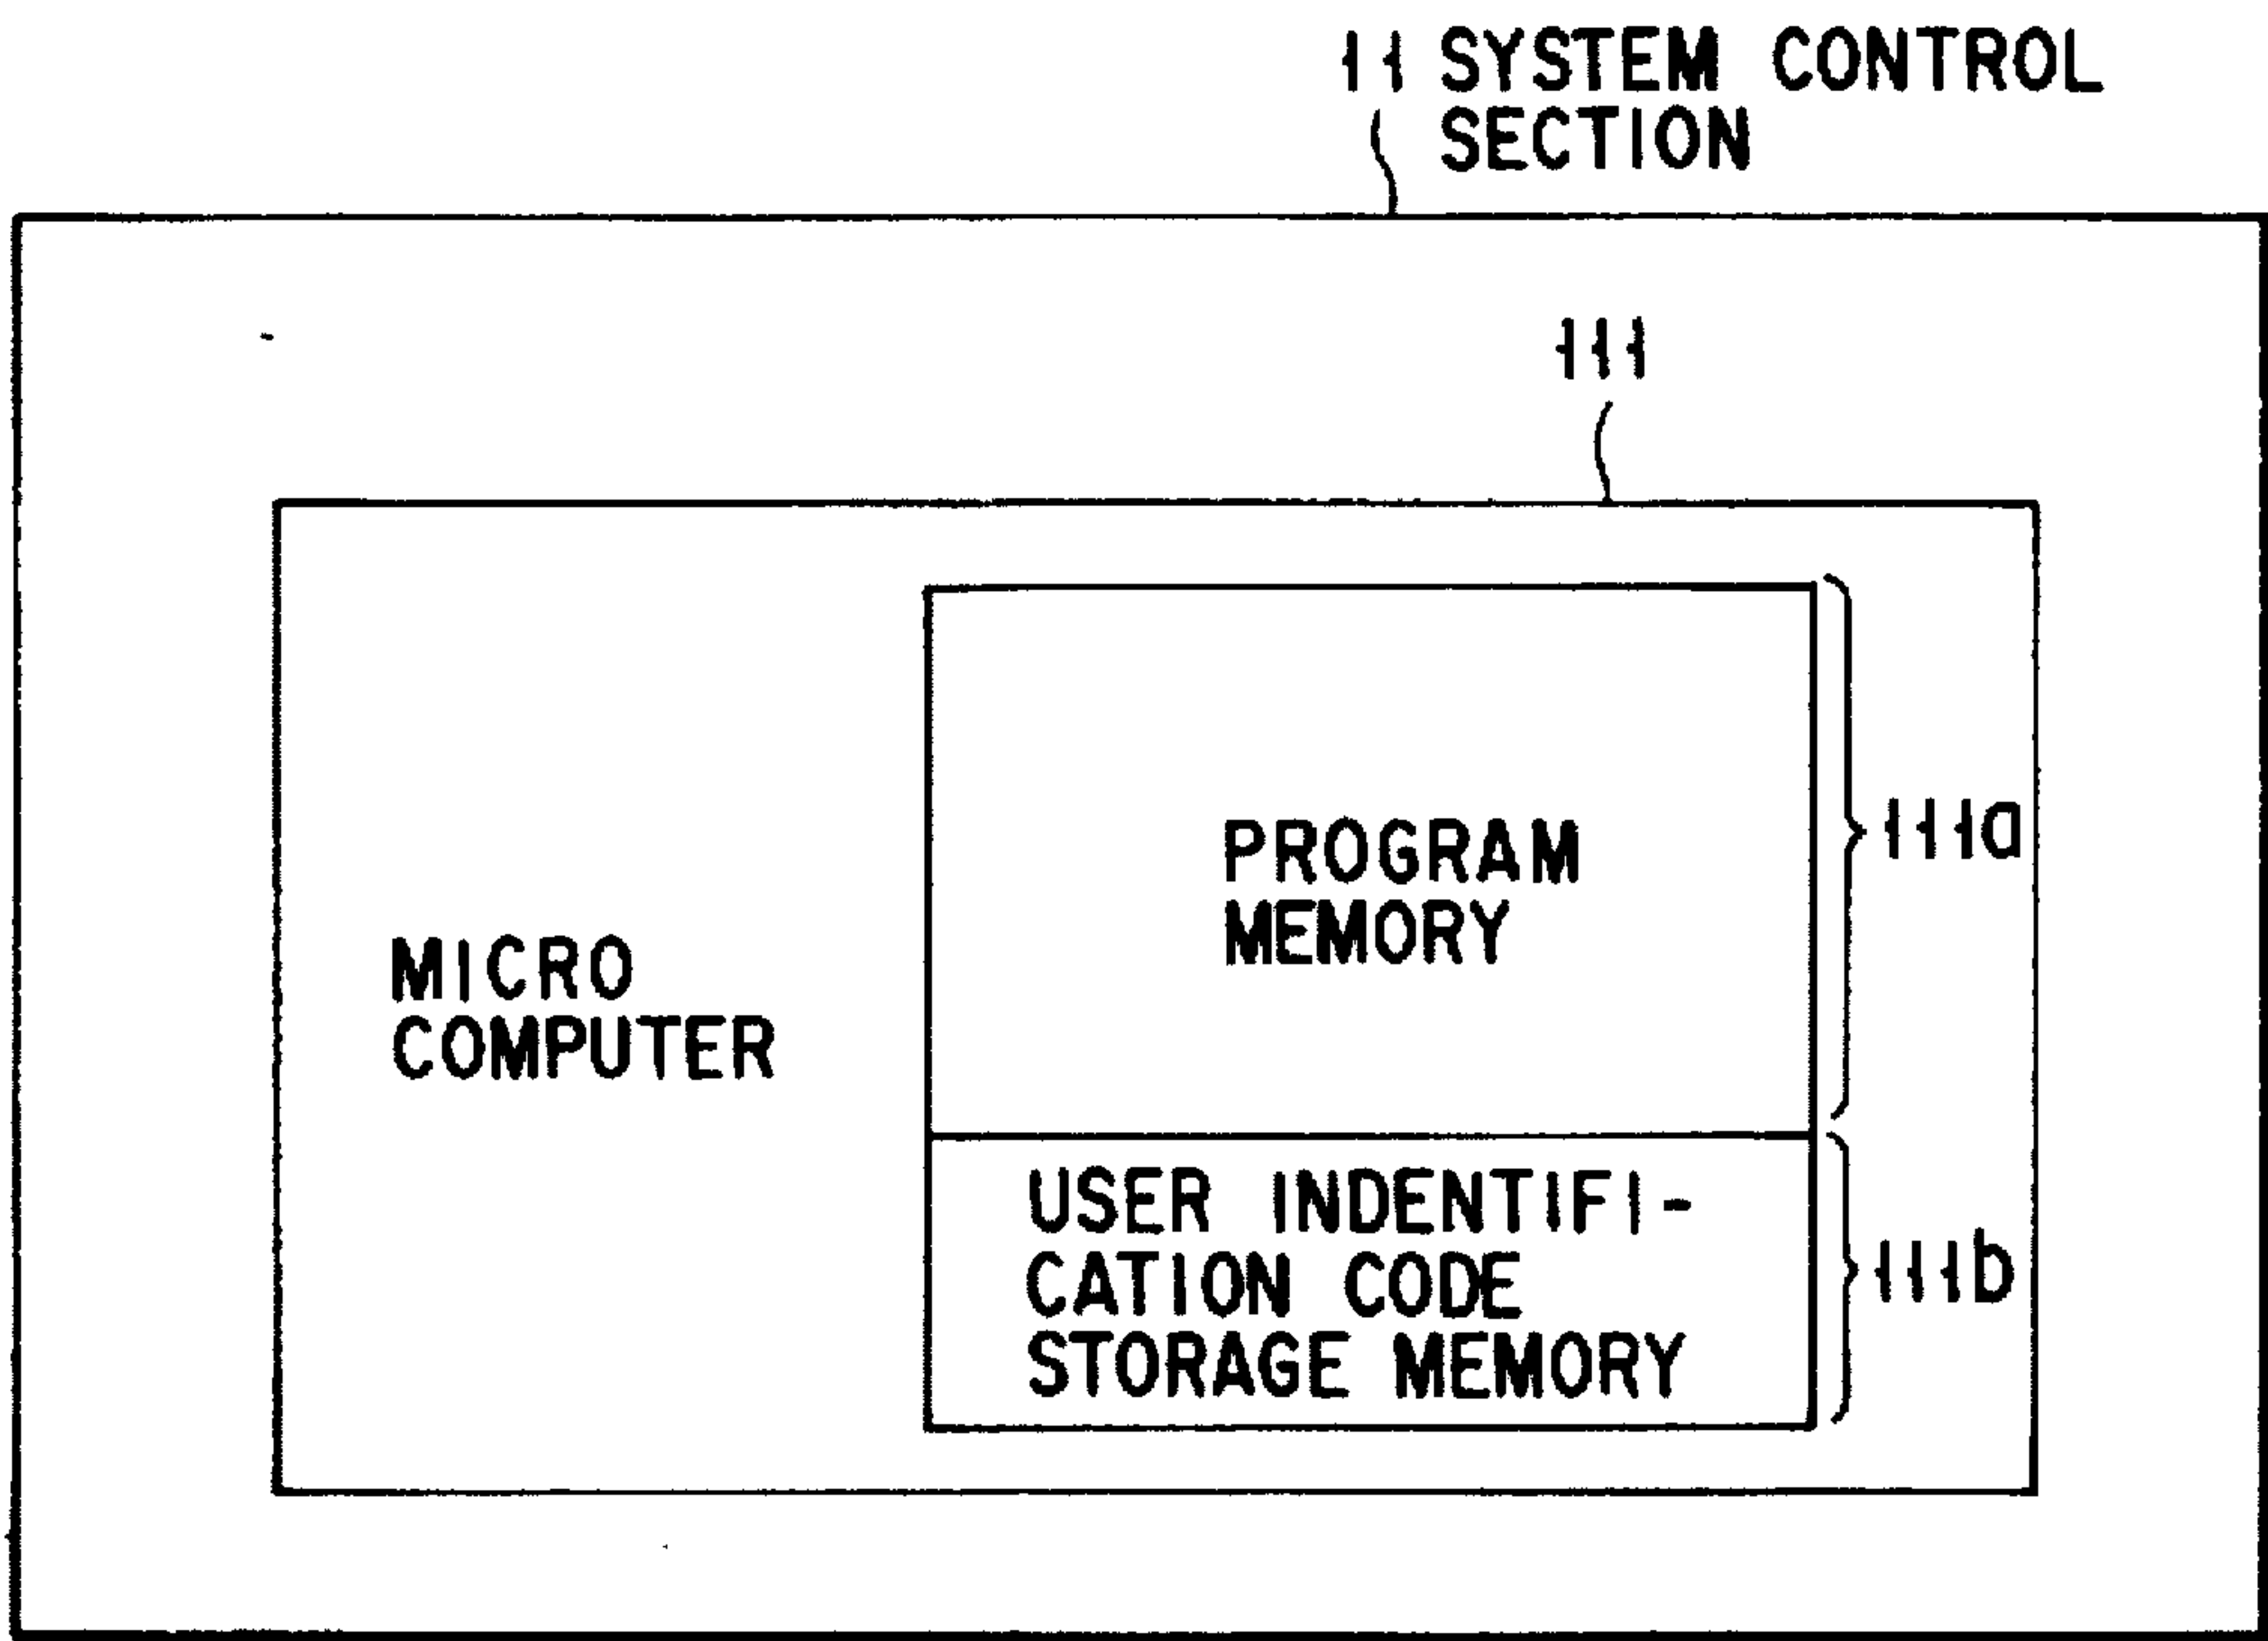 11 SYSTEM CONTROL
SECTION
111
PROGRAM
MEMORY
111a
MICRO
COMPUTER
USER INDENTIFI-
CATION CODE
STORAGE MEMORY
111b